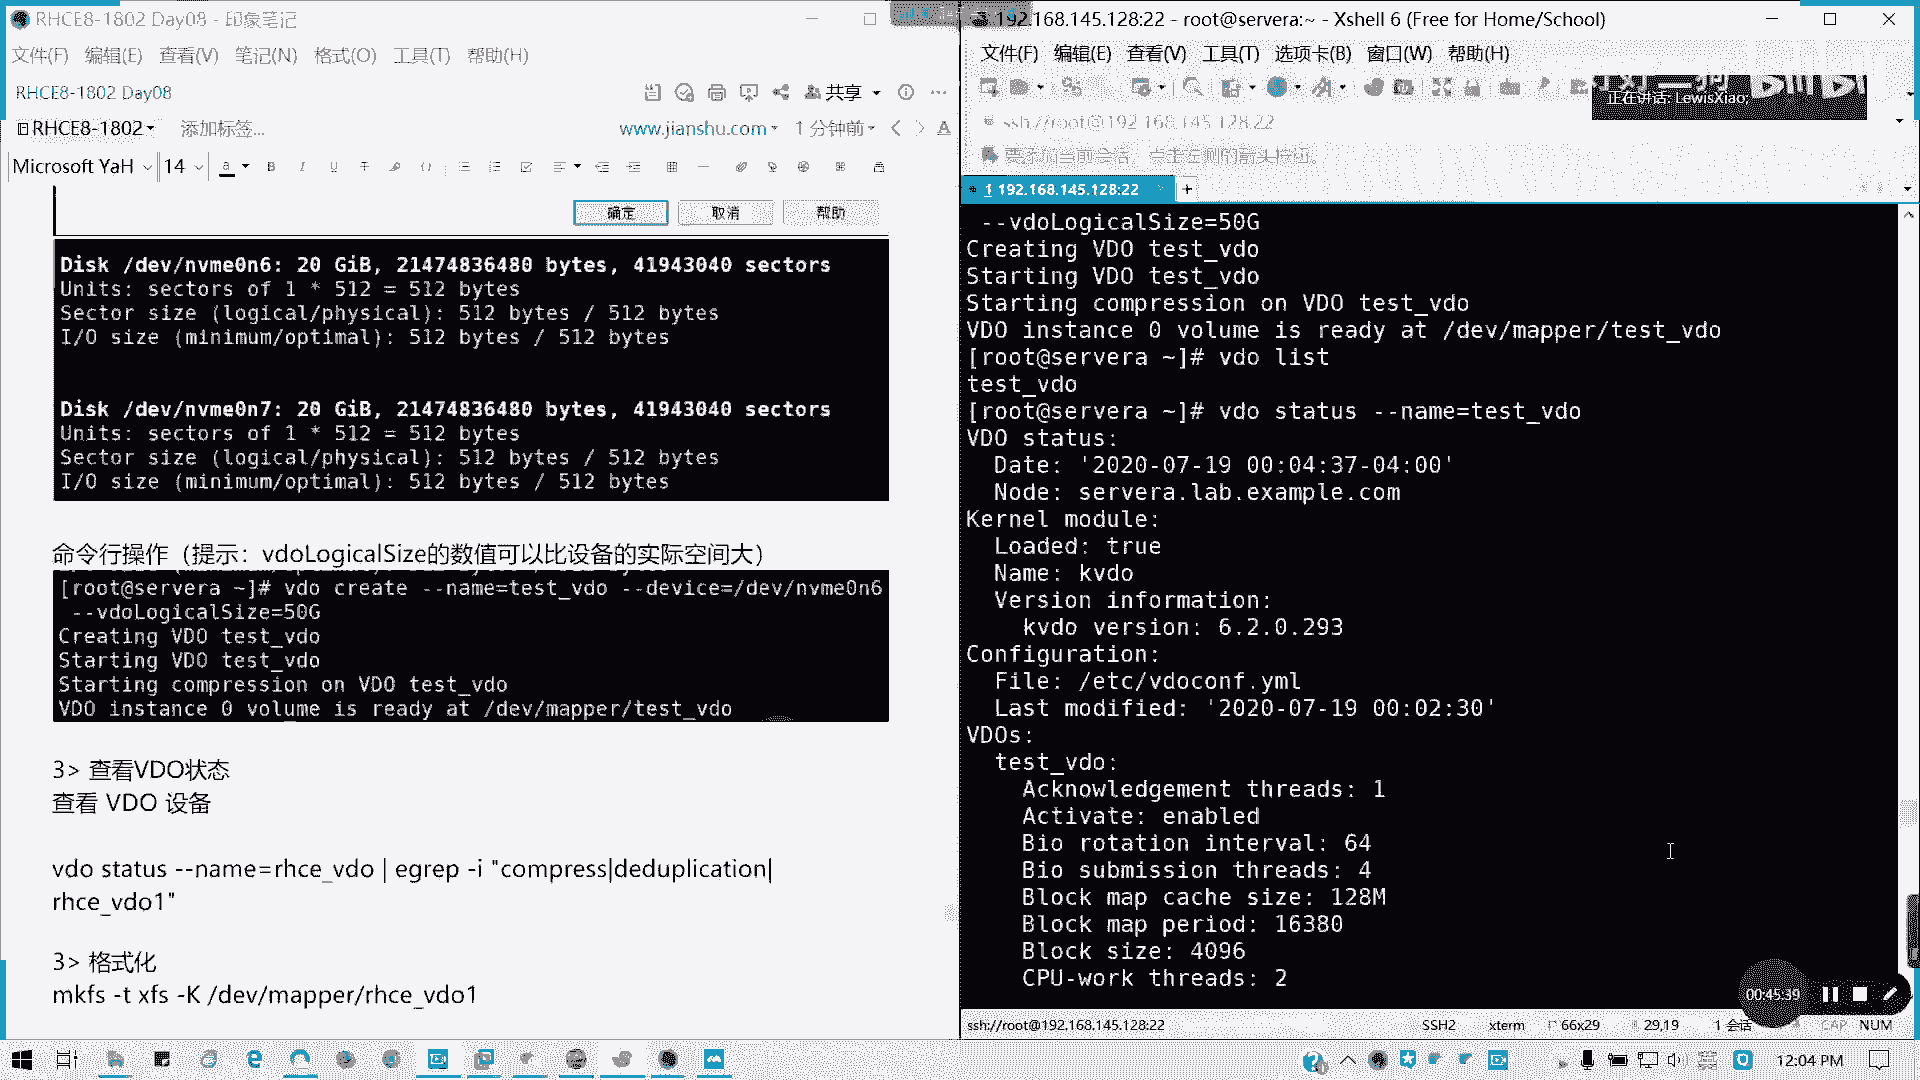 RHCE8-1802 Day08 - 印象笔记
文件(F) 编辑(E) 查看(V) 笔记(N) 格式(O) 工具(T) 帮助(H)
RHCE8-1802 Day08
共享
RHCE8-1802
添加标签...
www.jianshu.com
1 分钟前
Microsoft YaH
14
确定
取消
帮助
Disk /dev/nvme0n6: 20 GiB, 21474836480 bytes, 41943040 sectors
Units: sectors of 1 * 512 = 512 bytes
Sector size (logical/physical): 512 bytes / 512 bytes
I/O size (minimum/optimal): 512 bytes / 512 bytes
Disk /dev/nvme0n7: 20 GiB, 21474836480 bytes, 41943040 sectors
Units: sectors of 1 * 512 = 512 bytes
Sector size (logical/physical): 512 bytes / 512 bytes
I/O size (minimum/optimal): 512 bytes / 512 bytes
命令行操作（提示：vdoLogicalSize的数值可以比设备的实际空间大）
[root@servera ~]# vdo create --name=test_vdo --device=/dev/nvme0n6
--vdoLogicalSize=50G
Creating VDO test_vdo
Starting VDO test_vdo
Starting compression on VDO test_vdo
VDO instance 0 volume is ready at /dev/mapper/test_vdo
3> 查看VDO状态
查看 VDO 设备
vdo status --name=rhce_vdo | egrep -i "compress|deduplication|
rhce_vdo1"
3> 格式化
mkfs -t xfs -K /dev/mapper/rhce_vdo1
192.168.145.128:22 - root@servera:~ - Xshell 6 (Free for Home/School)
文件(F) 编辑(E) 查看(V) 工具(T) 选项卡(B) 窗口(W) 帮助(H)
正在讲话: LewisXiao;
ssh://root@192.168.145.128:22
要添加当前会话，点击左侧的箭头按钮。
1 192.168.145.128:22
--vdoLogicalSize=50G
Creating VDO test_vdo
Starting VDO test_vdo
Starting compression on VDO test_vdo
VDO instance 0 volume is ready at /dev/mapper/test_vdo
[root@servera ~]# vdo list
test_vdo
[root@servera ~]# vdo status --name=test_vdo
VDO status:
Date: '2020-07-19 00:04:37-04:00'
Node: servera.lab.example.com
Kernel module:
Loaded: true
Name: kvdo
Version information:
kvdo version: 6.2.0.293
Configuration:
File: /etc/vdoconf.yml
Last modified: '2020-07-19 00:02:30'
VDOs:
test_vdo:
Acknowledgement threads: 1
Activate: enabled
Bio rotation interval: 64
Bio submission threads: 4
Block map cache size: 128M
Block map period: 16380
Block size: 4096
CPU-work threads: 2
00:45:39
ssh://root@192.168.145.128:22
SSH2
xterm
66x29
29,19
1 会话
CAP
NUM
12:04 PM